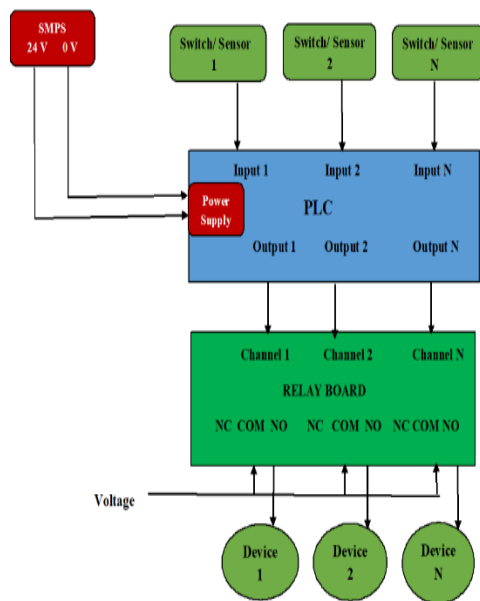 SMPS
24 V 0 V
Switch/ Sensor
1
Switch/ Sensor
2
Switch/ Sensor
N
Input 1 Input 2 Input N
Power
Supply
PLC
Output 1 Output 2 Output N
Channel 1 Channel 2 Channel N
RELAY BOARD
NC COM NO NC COM NO NC COM NO
Voltage
Device
1
Device
2
Device
N